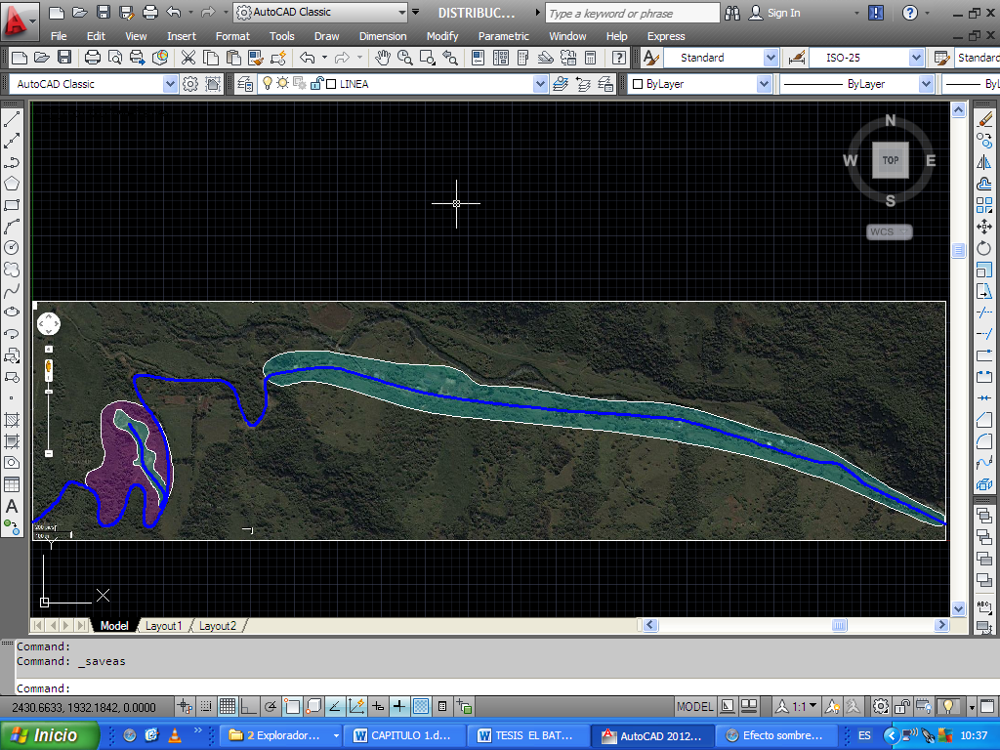 AutoCAD Classic
DISTRIBUC...
Type a keyword or phrase
Sign In
File Edit View Insert Format Tools Draw Dimension Modify Parametric Window Help Express
Standard
ISO-25
Standard
AutoCAD Classic
LINEA
ByLayer
ByLayer
ByL
N
W TOP E
S
WCS
Y
X
Model Layout1 Layout2
Command:
Command: _saveas
Command:
2430.6633, 1932.1842, 0.0000
MODEL
1:1
Inicio
2 Explorador...
CAPITULO 1.d...
TESIS EL BAT...
AutoCAD 2012...
Efecto sombre...
ES
10:37